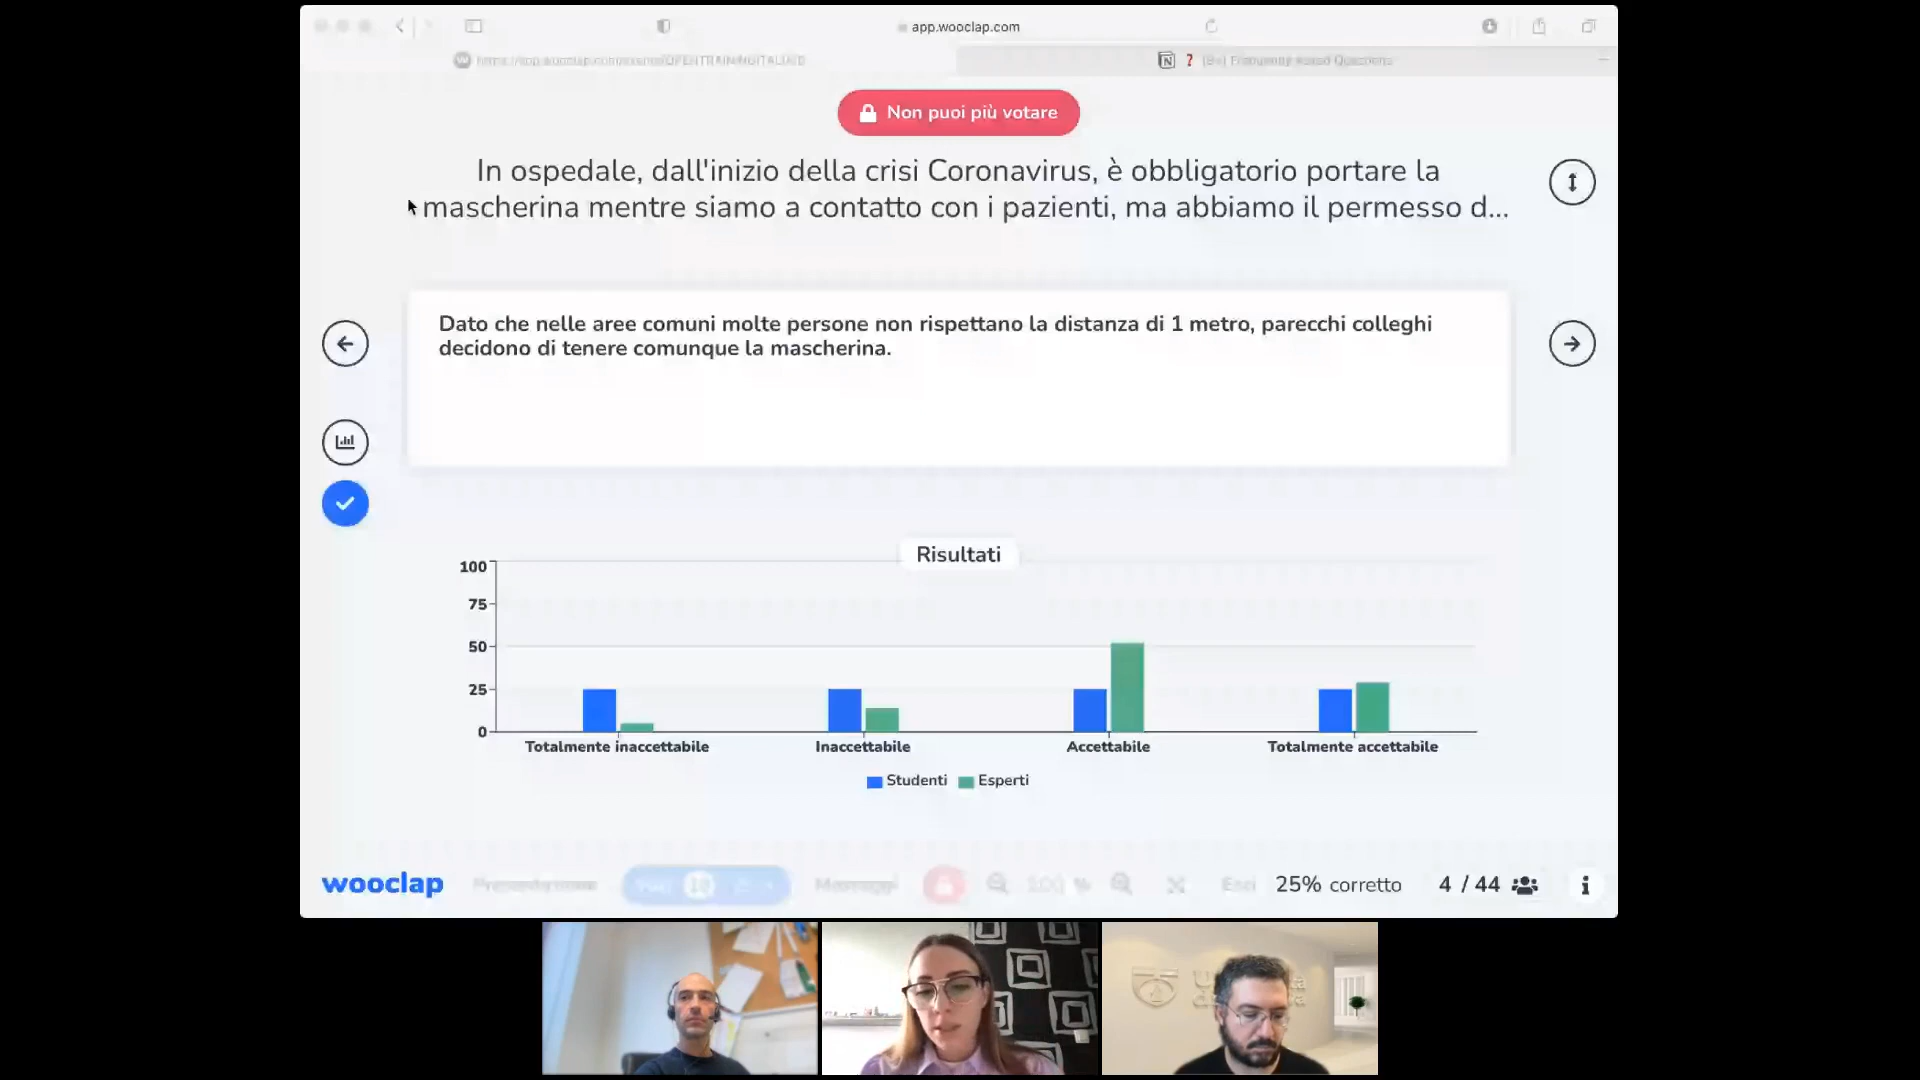 app.wooclap.com
Non puoi più votare
In ospedale, dall'inizio della crisi Coronavirus, è obbligatorio portare la
mascherina mentre siamo a contatto con i pazienti, ma abbiamo il permesso d...
Dato che nelle aree comuni molte persone non rispettano la distanza di 1 metro, parecchi colleghi
decidono di tenere comunque la mascherina.
Risultati
100
75
50
25
0
Totalmente inaccettabile Inaccettabile Accettabile Totalmente accettabile
Studenti Esperti
wooclap Messaggi 100 % Esci 25% corretto 4 / 44